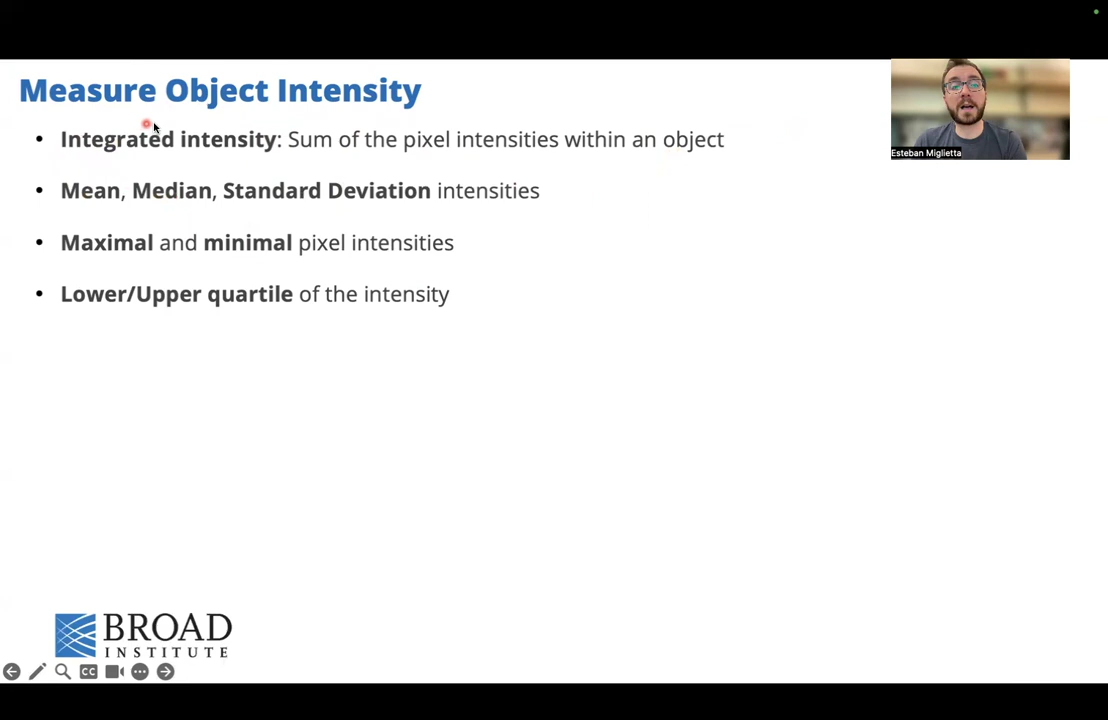 Measure Object Intensity
• Integrated intensity: Sum of the pixel intensities within an object
• Mean, Median, Standard Deviation intensities
• Maximal and minimal pixel intensities
• Lower/Upper quartile of the intensity
Esteban Miglietta
BROAD
INSTITUTE
CC